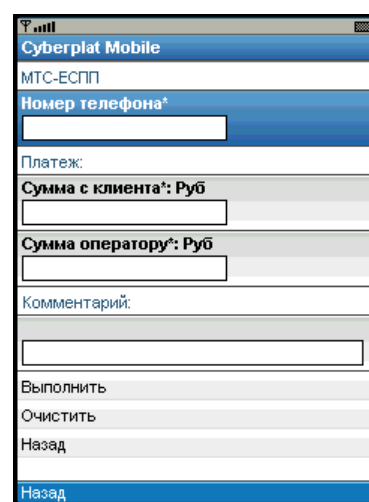 Cyberplat Mobile
МТС-ЕСПП
Номер телефона*
Платеж:
Сумма с клиента*: Руб
Сумма оператору*: Руб
Комментарий:
Выполнить
Очистить
Назад
Назад